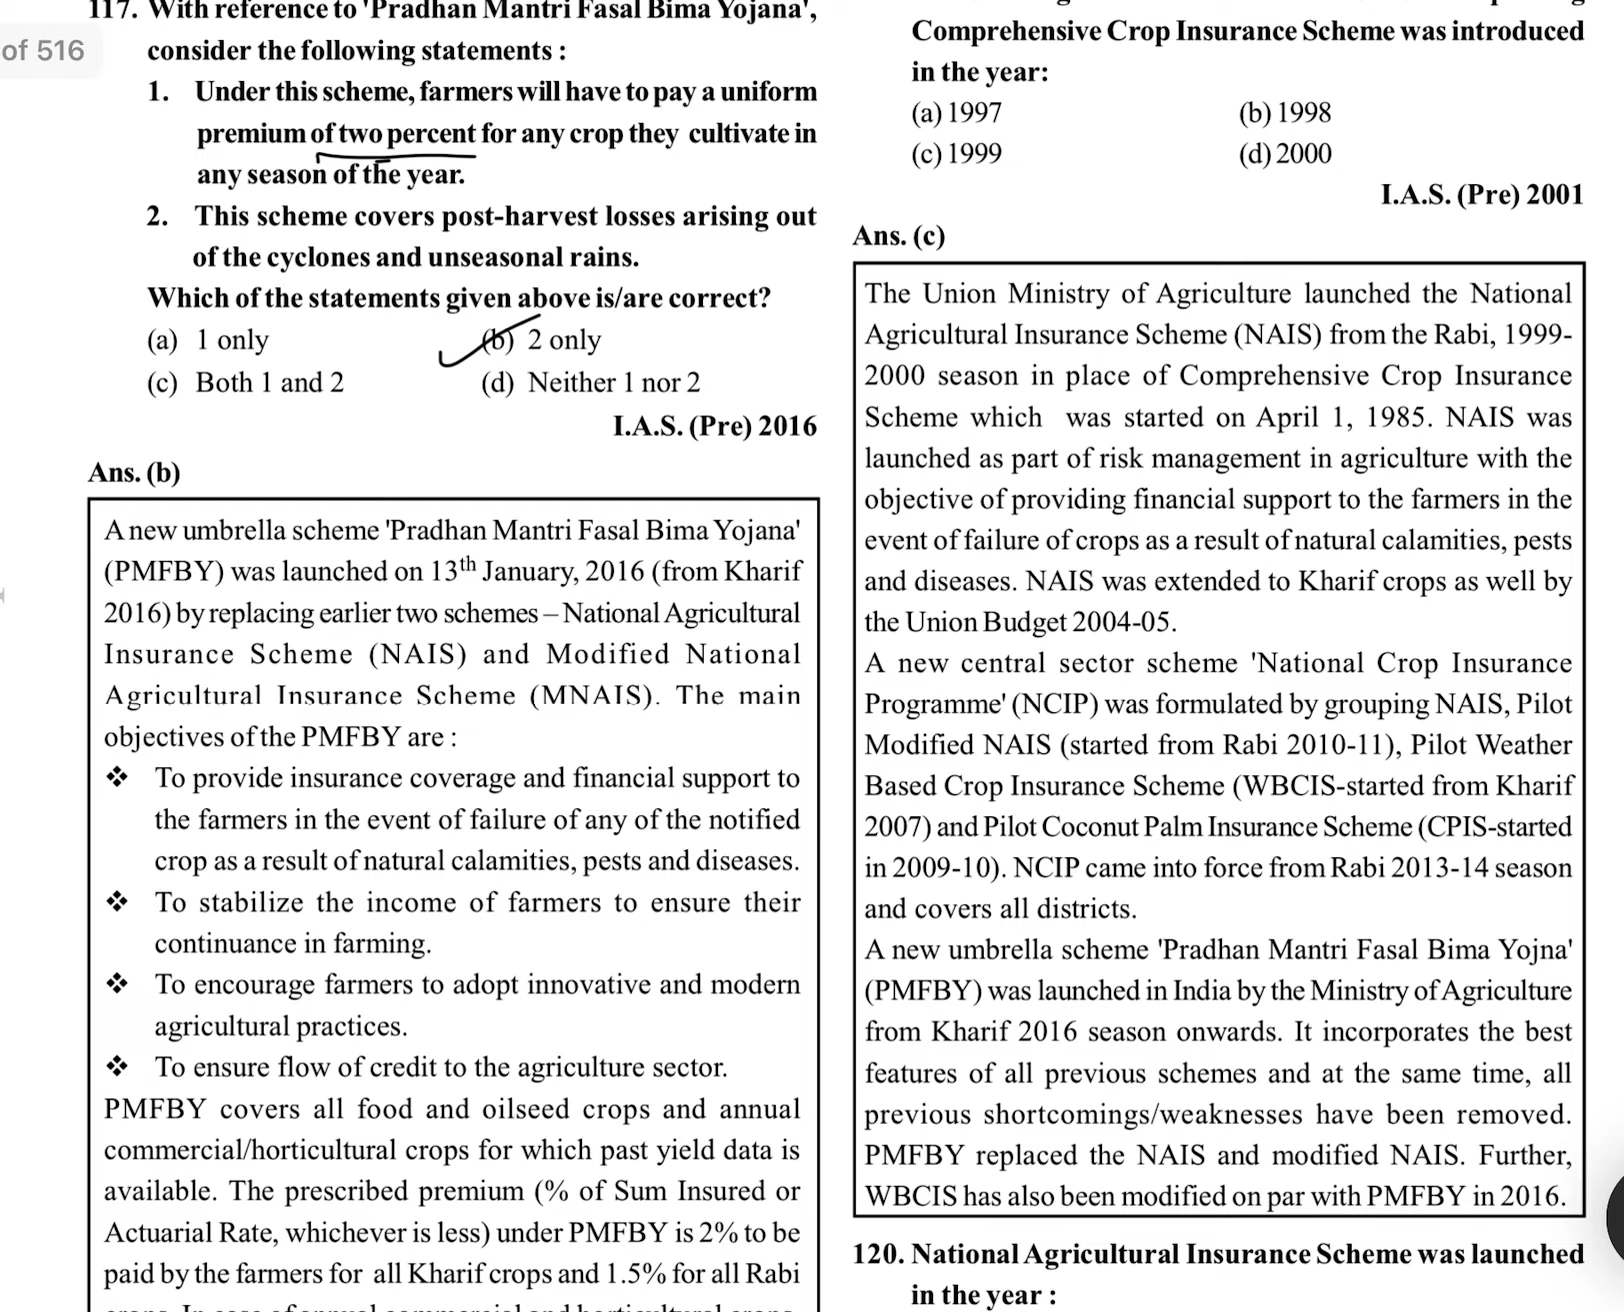 117. With reference to 'Pradhan Mantri Fasal Bima Yojana',
of 516
consider the following statements :
1. Under this scheme, farmers will have to pay a uniform
premium of two percent for any crop they cultivate in
any season of the year.
2. This scheme covers post-harvest losses arising out
of the cyclones and unseasonal rains.
Which of the statements given above is/are correct?
(a) 1 only
(b) 2 only
(c) Both 1 and 2
(d) Neither 1 nor 2
I.A.S. (Pre) 2016
Ans. (b)
A new umbrella scheme 'Pradhan Mantri Fasal Bima Yojana'
(PMFBY) was launched on 13th January, 2016 (from Kharif
2016) by replacing earlier two schemes – National Agricultural
Insurance Scheme (NAIS) and Modified National
Agricultural Insurance Scheme (MNAIS). The main
objectives of the PMFBY are :
❖ To provide insurance coverage and financial support to
the farmers in the event of failure of any of the notified
crop as a result of natural calamities, pests and diseases.
❖ To stabilize the income of farmers to ensure their
continuance in farming.
❖ To encourage farmers to adopt innovative and modern
agricultural practices.
❖ To ensure flow of credit to the agriculture sector.
PMFBY covers all food and oilseed crops and annual
commercial/horticultural crops for which past yield data is
available. The prescribed premium (% of Sum Insured or
Actuarial Rate, whichever is less) under PMFBY is 2% to be
paid by the farmers for all Kharif crops and 1.5% for all Rabi
Comprehensive Crop Insurance Scheme was introduced
in the year:
(a) 1997
(b) 1998
(c) 1999
(d) 2000
I.A.S. (Pre) 2001
Ans. (c)
The Union Ministry of Agriculture launched the National
Agricultural Insurance Scheme (NAIS) from the Rabi, 1999-
2000 season in place of Comprehensive Crop Insurance
Scheme which was started on April 1, 1985. NAIS was
launched as part of risk management in agriculture with the
objective of providing financial support to the farmers in the
event of failure of crops as a result of natural calamities, pests
and diseases. NAIS was extended to Kharif crops as well by
the Union Budget 2004-05.
A new central sector scheme 'National Crop Insurance
Programme' (NCIP) was formulated by grouping NAIS, Pilot
Modified NAIS (started from Rabi 2010-11), Pilot Weather
Based Crop Insurance Scheme (WBCIS-started from Kharif
2007) and Pilot Coconut Palm Insurance Scheme (CPIS-started
in 2009-10). NCIP came into force from Rabi 2013-14 season
and covers all districts.
A new umbrella scheme 'Pradhan Mantri Fasal Bima Yojna'
(PMFBY) was launched in India by the Ministry of Agriculture
from Kharif 2016 season onwards. It incorporates the best
features of all previous schemes and at the same time, all
previous shortcomings/weaknesses have been removed.
PMFBY replaced the NAIS and modified NAIS. Further,
WBCIS has also been modified on par with PMFBY in 2016.
120. National Agricultural Insurance Scheme was launched
in the year :